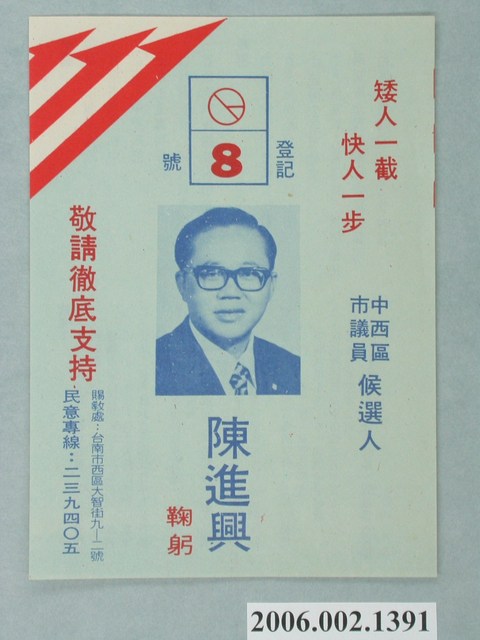 矮人一截
快人一步
登記
8
號
中西區
市議員
候選人
陳進興
鞠躬
敬請徹底支持
賜教處：台南市西區大智街九─二號
民意專線：二三九四〇五
2006.002.1391